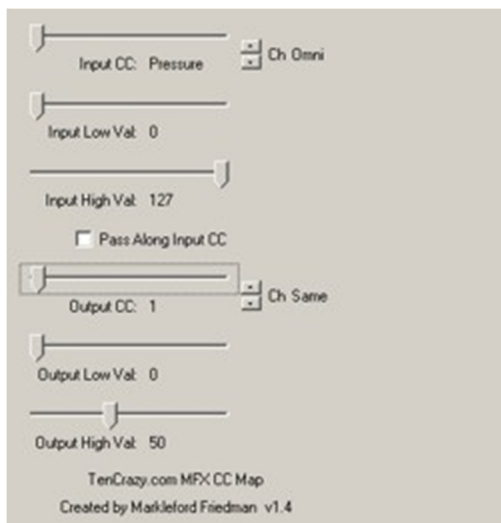 Input CC: Pressure
Ch Omni
Input Low Val: 0
Input High Val: 127
Pass Along Input CC
Output CC: 1
Ch Same
Output Low Val: 0
Output High Val: 50
TenCrazy.com MFX CC Map
Created by Markleford Friedman v1.4